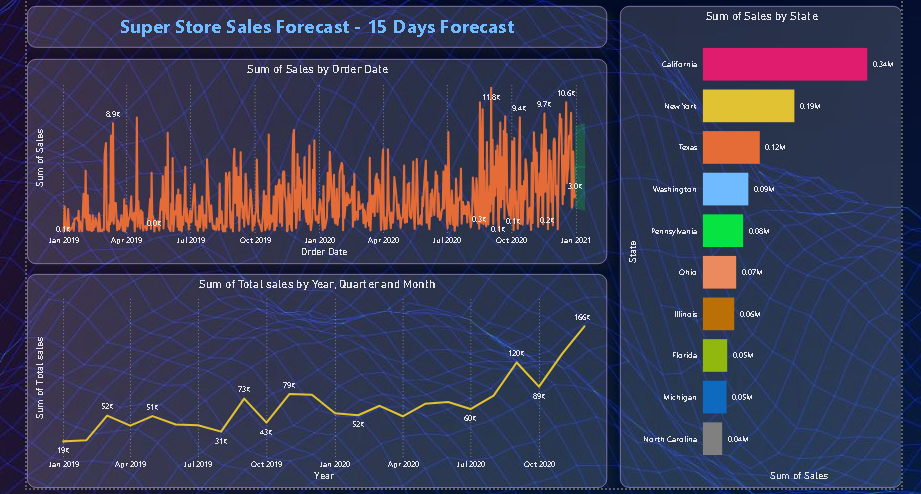 Super Store Sales Forecast - 15 Days Forecast
Sum of Sales by Order Date
Sum of Sales
11.8K
10.6K
9.7K
9.4K
8.9K
3.0K
0.1K
0.0K
0.3K
0.1K
0.1K
0.2K
Jan 2019 Apr 2019 Jul 2019 Oct 2019 Jan 2020 Apr 2020 Jul 2020 Oct 2020 Jan 2021
Order Date
Sum of Total sales by Year, Quarter and Month
Sum of Total sales
166K
120K
89K
79K
73K
52K
51K
43K
31K
52K
60K
19K
Jan 2019 Apr 2019 Jul 2019 Oct 2019 Jan 2020 Apr 2020 Jul 2020 Oct 2020
Year
Sum of Sales by State
State
California 0.34M
New York 0.19M
Texas 0.12M
Washington 0.09M
Pennsylvania 0.08M
Ohio 0.07M
Illinois 0.06M
Florida 0.05M
Michigan 0.05M
North Carolina 0.04M
Sum of Sales